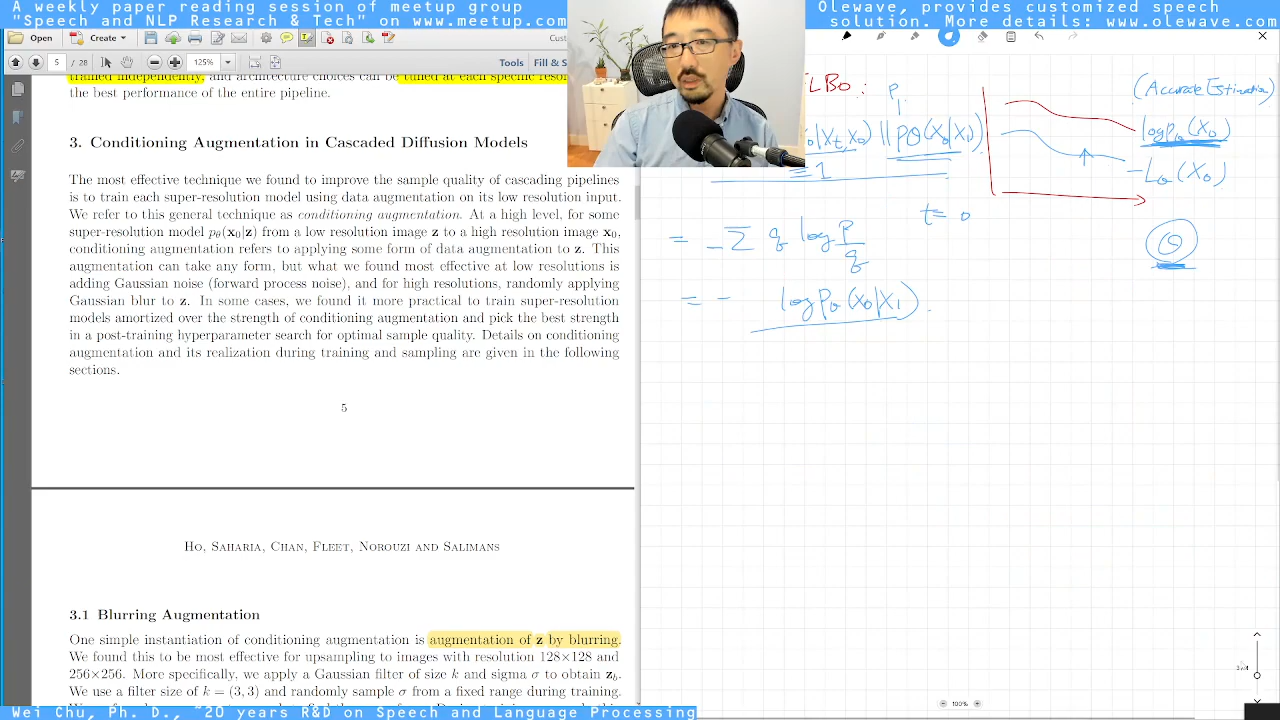 A weekly paper reading session of meetup group
"Speech and NLP Research & Tech" on www.meetup.com
Olewave, provides customized speech
solution. More details: www.olewave.com
Open
Create
Custo
5 / 28
125%
Tools
Fill & S
trained independently, and architecture choices can be tuned at each specific reso
the best performance of the entire pipeline.
3. Conditioning Augmentation in Cascaded Diffusion Models
The most effective technique we found to improve the sample quality of cascading pipelines
is to train each super-resolution model using data augmentation on its low resolution input.
We refer to this general technique as conditioning augmentation. At a high level, for some
super-resolution model pθ(x0|z) from a low resolution image z to a high resolution image x0,
conditioning augmentation refers to applying some form of data augmentation to z. This
augmentation can take any form, but what we found most effective at low resolutions is
adding Gaussian noise (forward process noise), and for high resolutions, randomly applying
Gaussian blur to z. In some cases, we found it more practical to train super-resolution
models amortized over the strength of conditioning augmentation and pick the best strength
in a post-training hyperparameter search for optimal sample quality. Details on conditioning
augmentation and its realization during training and sampling are given in the following
sections.
5
Ho, Saharia, Chan, Fleet, Norouzi and Salimans
3.1 Blurring Augmentation
One simple instantiation of conditioning augmentation is augmentation of z by blurring.
We found this to be most effective for upsampling to images with resolution 128×128 and
256×256. More specifically, we apply a Gaussian filter of size k and sigma σ to obtain zb.
We use a filter size of k = (3, 3) and randomly sample σ from a fixed range during training.
ELBO:
P
0|Xt,X0) || pθ(X0|X1)
≡ 1
t = 0
= - Σ q log P/q
= - log pθ(X0|X1)
(Accurate Estimation)
log pθ(X0)
-Lθ(X0)
θ
100%
Wei Chu, Ph. D., ~20 years R&D on Speech and Language Processing